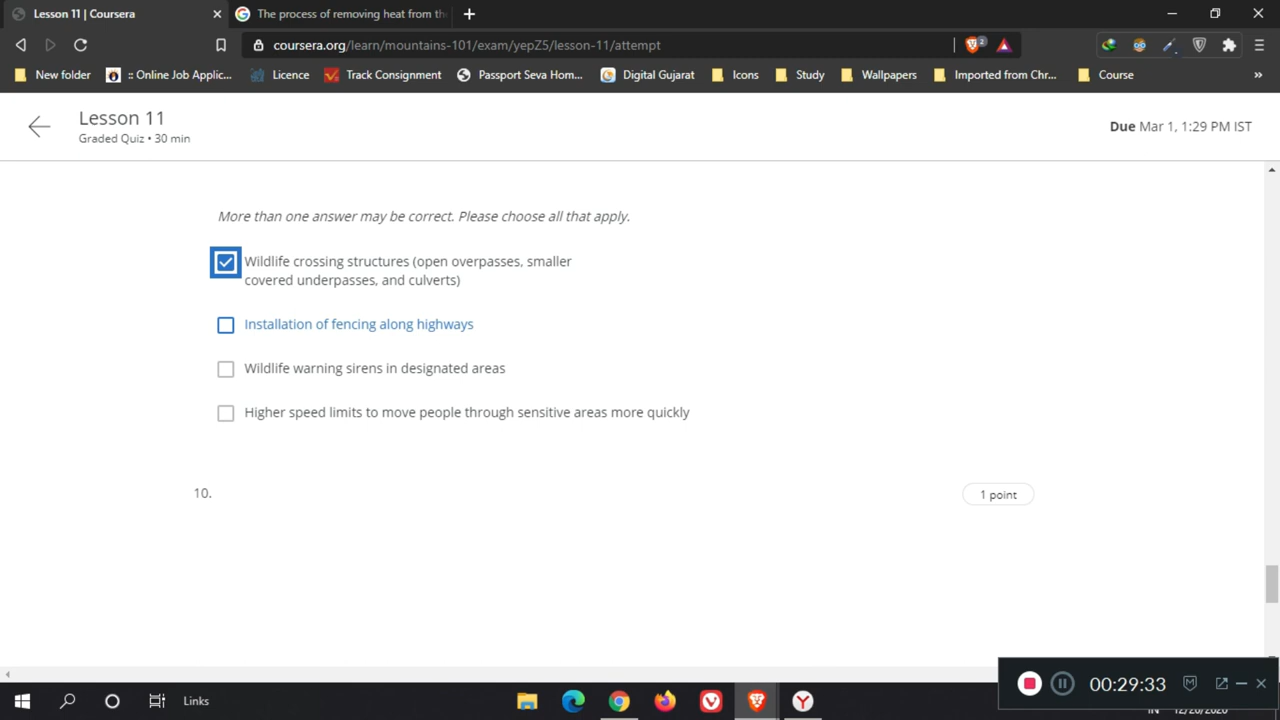 Lesson 11 | Coursera
The process of removing heat from th
coursera.org/learn/mountains-101/exam/yepZ5/lesson-11/attempt
2
New folder
:: Online Job Applic...
Licence
Track Consignment
Passport Seva Hom...
Digital Gujarat
Icons
Study
Wallpapers
Imported from Chr...
Course
»
Lesson 11
Graded Quiz • 30 min
Due Mar 1, 1:29 PM IST
More than one answer may be correct. Please choose all that apply.
Wildlife crossing structures (open overpasses, smaller
covered underpasses, and culverts)
Installation of fencing along highways
Wildlife warning sirens in designated areas
Higher speed limits to move people through sensitive areas more quickly
10.
1 point
00:29:33
Links